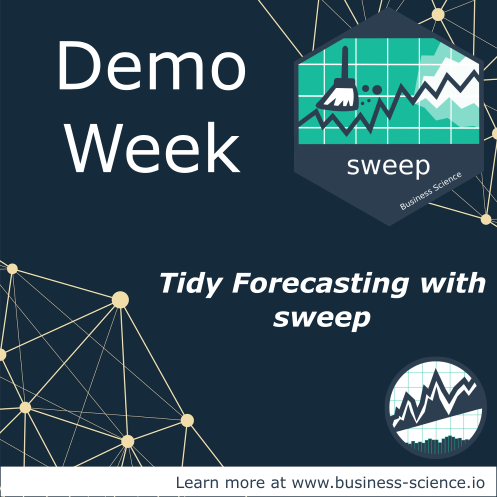 Demo
Week
sweep
Business Science
Tidy Forecasting with
sweep
Learn more at www.business-science.io